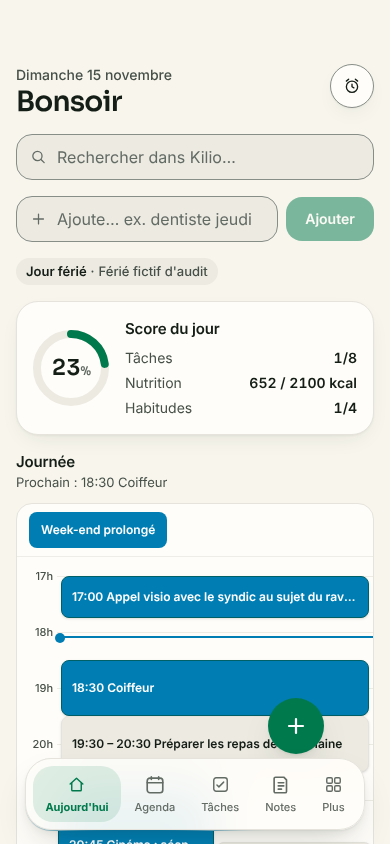 Dimanche 15 novembre
Bonsoir
Rechercher dans Kilio...
Ajoute... ex. dentiste jeudi
Ajouter
Jour férié · Férié fictif d'audit
Score du jour
23%
Tâches 1/8
Nutrition 652 / 2100 kcal
Habitudes 1/4
Journée
Prochain : 18:30 Coiffeur
Week-end prolongé
17h
17:00 Appel visio avec le syndic au sujet du rav...
18h
18:30 Coiffeur
19h
19:30 – 20:30 Préparer les repas de
20h
Aujourd'hui
Agenda
Tâches
Notes
Plus